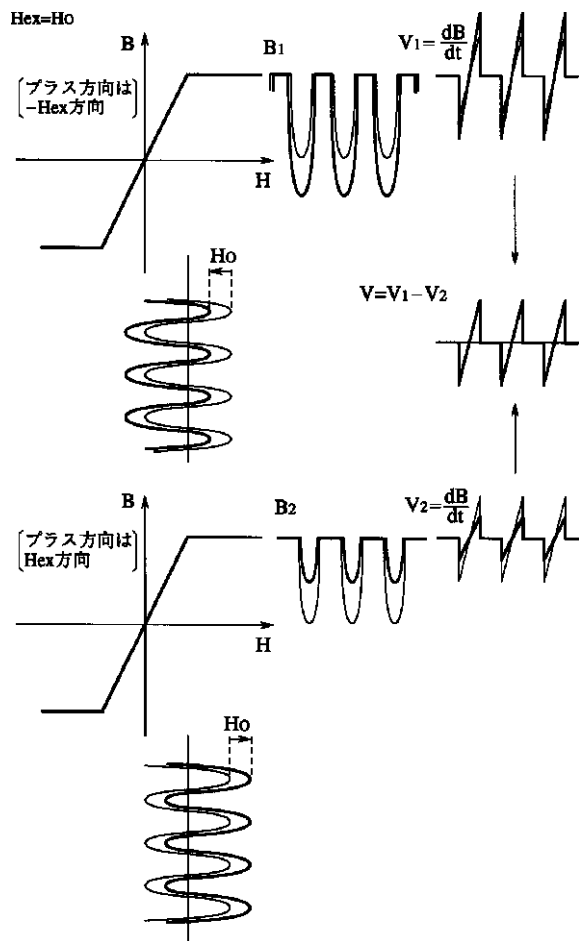 Hex=Ho
B
プラス方向は
−Hex方向
H
B1
V1=dB/dt
Ho
V=V1−V2
B
プラス方向は
Hex方向
H
B2
V2=dB/dt
Ho